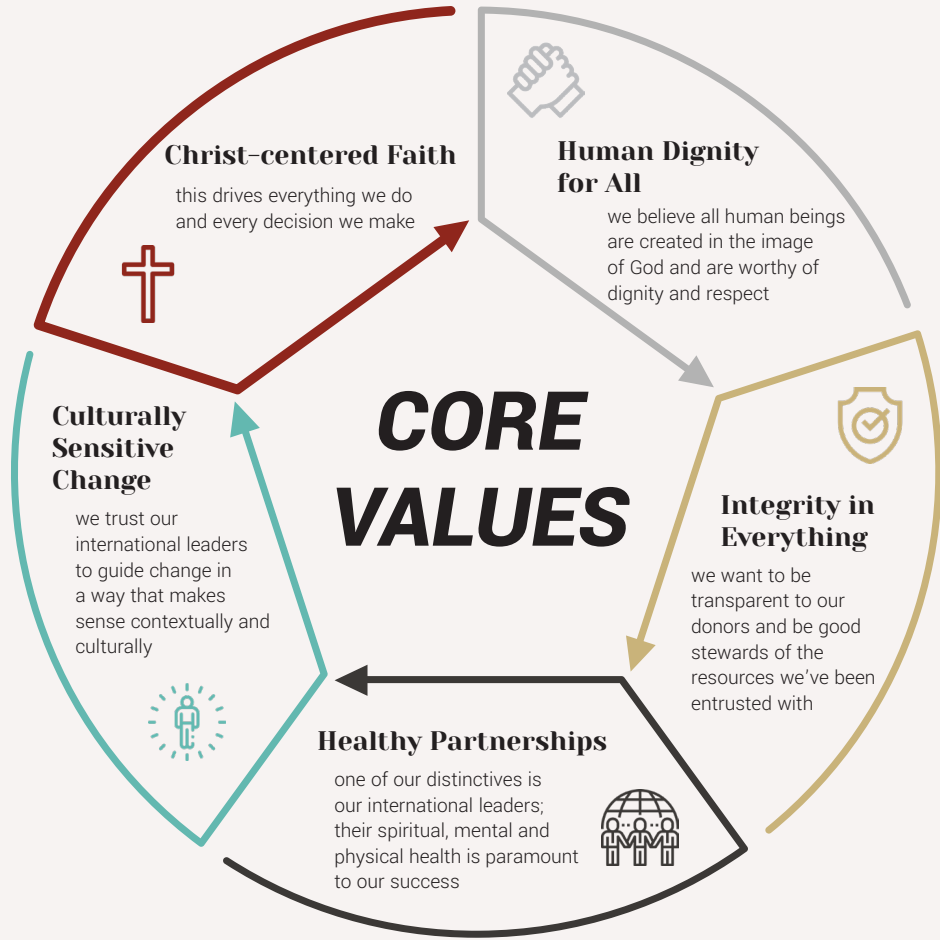 Christ-centered Faith
this drives everything we do
and every decision we make
Human Dignity
for All
we believe all human beings
are created in the image
of God and are worthy of
dignity and respect
CORE
VALUES
Culturally
Sensitive
Change
we trust our
international leaders
to guide change in
a way that makes
sense contextually and
culturally
Integrity in
Everything
we want to be
transparent to our
donors and be good
stewards of the
resources we’ve been
entrusted with
Healthy Partnerships
one of our distinctives is
our international leaders;
their spiritual, mental and
physical health is paramount
to our success